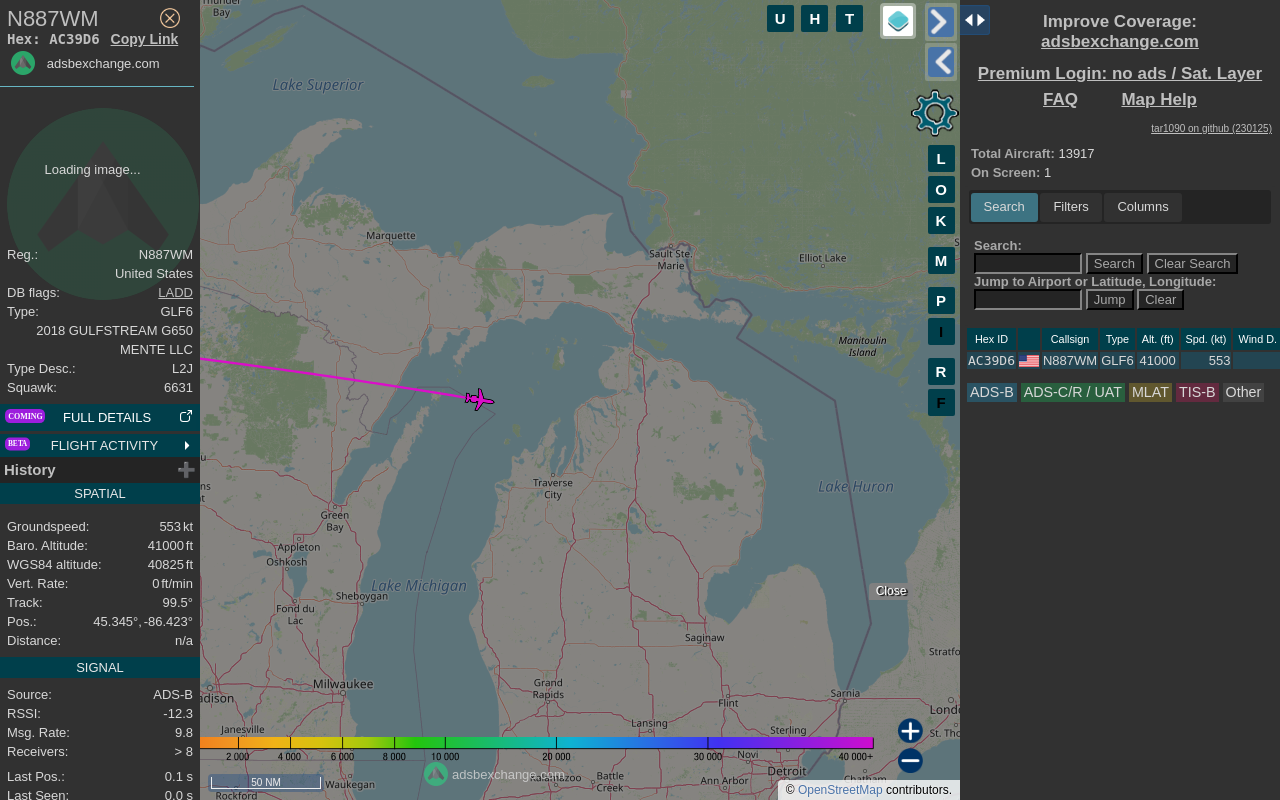 N887WM
Hex: AC39D6 Copy Link
adsbexchange.com
Loading image...
Reg.: N887WM
United States
DB flags: LADD
Type: GLF6
2018 GULFSTREAM G650
MENTE LLC
Type Desc.: L2J
Squawk: 6631
COMING FULL DETAILS
BETA FLIGHT ACTIVITY
History
SPATIAL
Groundspeed: 553 kt
Baro. Altitude: 41000 ft
WGS84 altitude: 40825 ft
Vert. Rate: 0 ft/min
Track: 99.5°
Pos.: 45.345°, -86.423°
Distance: n/a
SIGNAL
Source: ADS-B
RSSI: -12.3
Msg. Rate: 9.8
Receivers: > 8
Last Pos.: 0.1 s
Last Seen: 0.0 s
Thunder
Bay
U H T
Lake Superior
L
O
K
M
P
I
R
F
Marquette
Sault Ste.
Marie
Elliot Lake
Manitoulin
Island
Traverse
City
Lake Huron
Green
Bay
Appleton
Oshkosh
Lake Michigan
Sheboygan
Fond du
Lac
Close
Saginaw
Stratfo
Milwaukee
Grand
Rapids
Sarnia
Flint
Lansing
Londo
St. Tho
Janesville
Sterling
2 000 4 000 6 000 8 000 10 000 20 000 30 000 40 000+
Novi
Detroit
Chatham
Ann Arbor
Battle
Creek
adsbexchange.com
50 NM
Waukegan
Rockford
© OpenStreetMap contributors.
Improve Coverage:
adsbexchange.com
Premium Login: no ads / Sat. Layer
FAQ Map Help
tar1090 on github (230125)
Total Aircraft: 13917
On Screen: 1
Search Filters Columns
Search:
Search Clear Search
Jump to Airport or Latitude, Longitude:
Jump Clear
Hex ID Callsign Type Alt. (ft) Spd. (kt) Wind D.
AC39D6 N887WM GLF6 41000 553
ADS-B ADS-C/R / UAT MLAT TIS-B Other